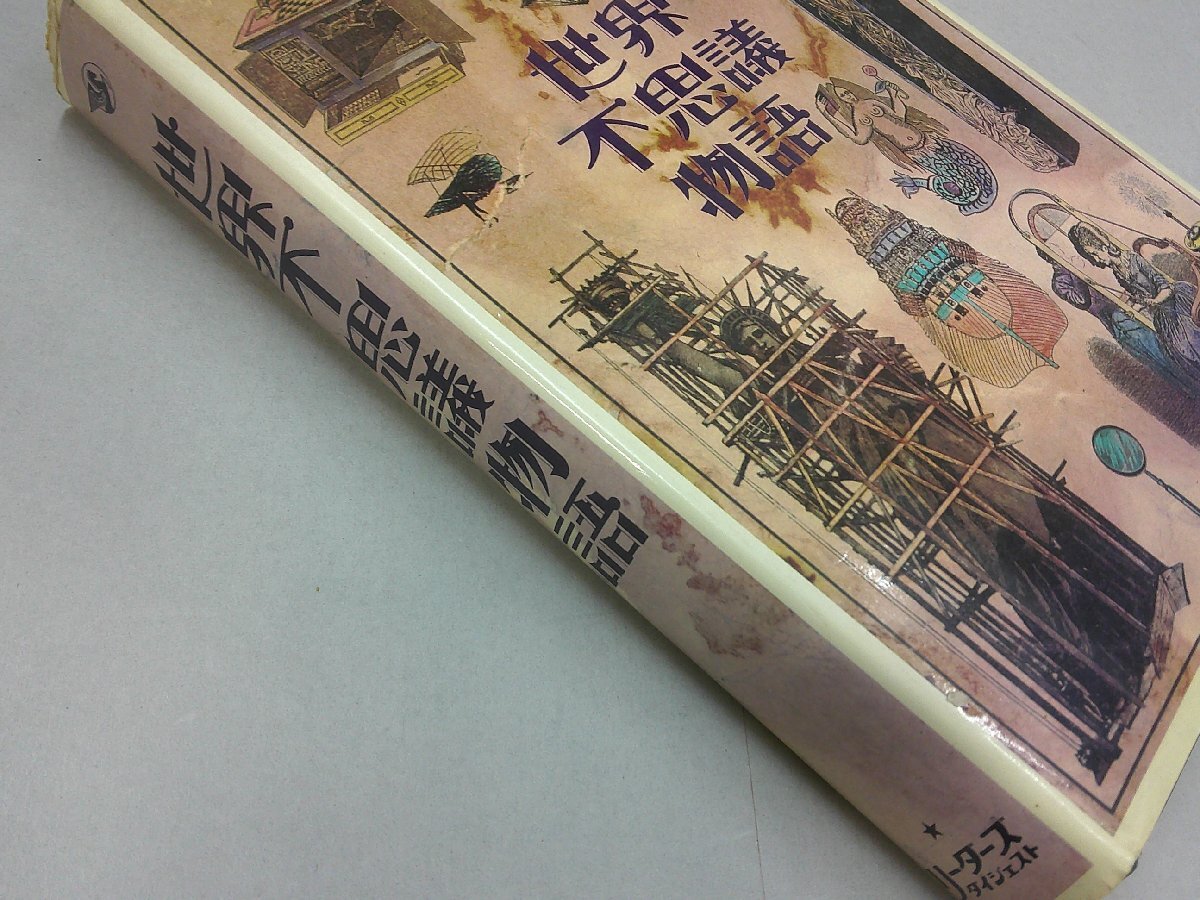 世界
不思議
物語
世界不思議物語
リーダーズ
ダイジェスト